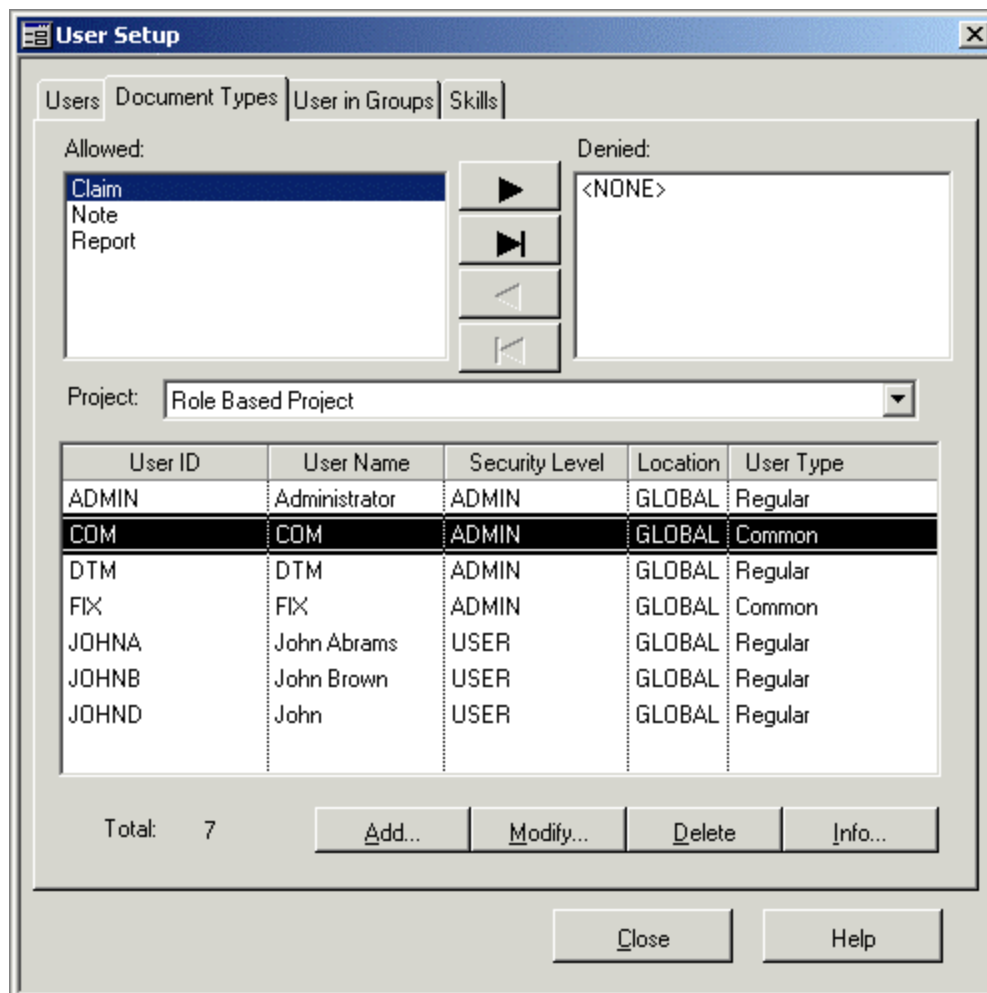 User Setup
Users Document Types User in Groups Skills
Allowed: Denied:
Claim <NONE>
Note
Report
Project: Role Based Project
User ID User Name Security Level Location User Type
ADMIN Administrator ADMIN GLOBAL Regular
COM COM ADMIN GLOBAL Common
DTM DTM ADMIN GLOBAL Regular
FIX FIX ADMIN GLOBAL Common
JOHNA John Abrams USER GLOBAL Regular
JOHNB John Brown USER GLOBAL Regular
JOHND John USER GLOBAL Regular
Total: 7 Add... Modify... Delete Info...
Close Help